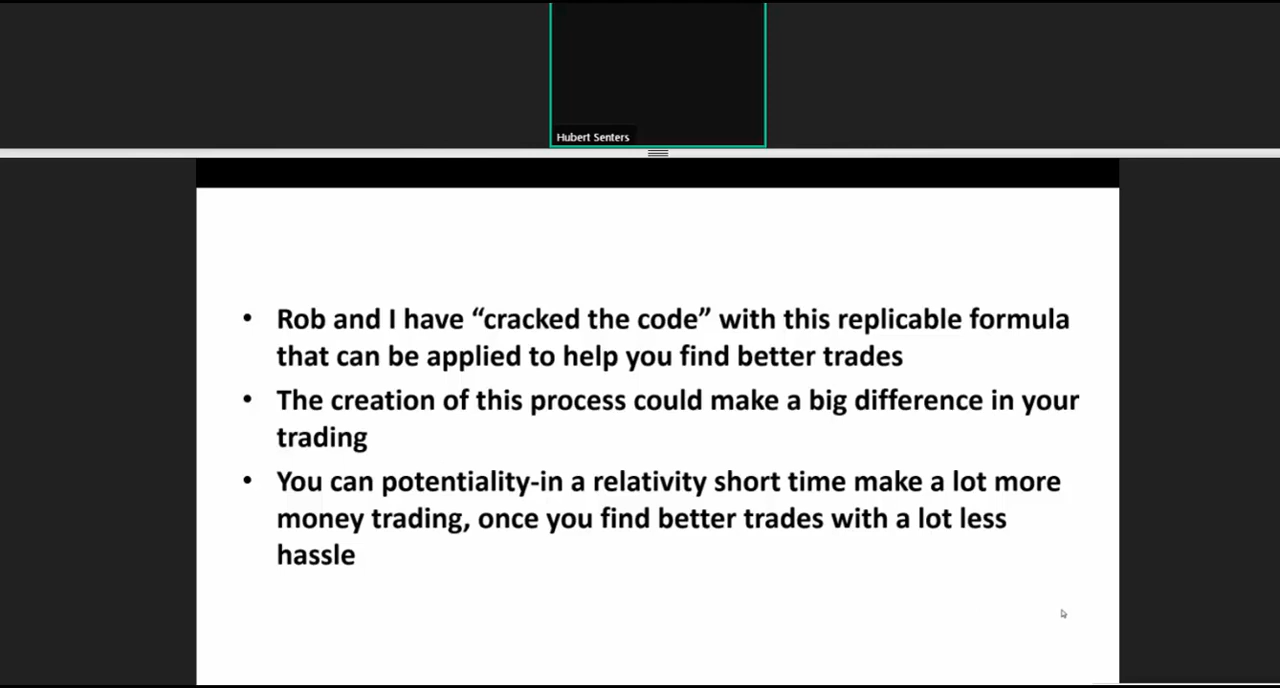 Hubert Senters
• Rob and I have “cracked the code” with this replicable formula
that can be applied to help you find better trades
• The creation of this process could make a big difference in your
trading
• You can potentiality-in a relativity short time make a lot more
money trading, once you find better trades with a lot less
hassle